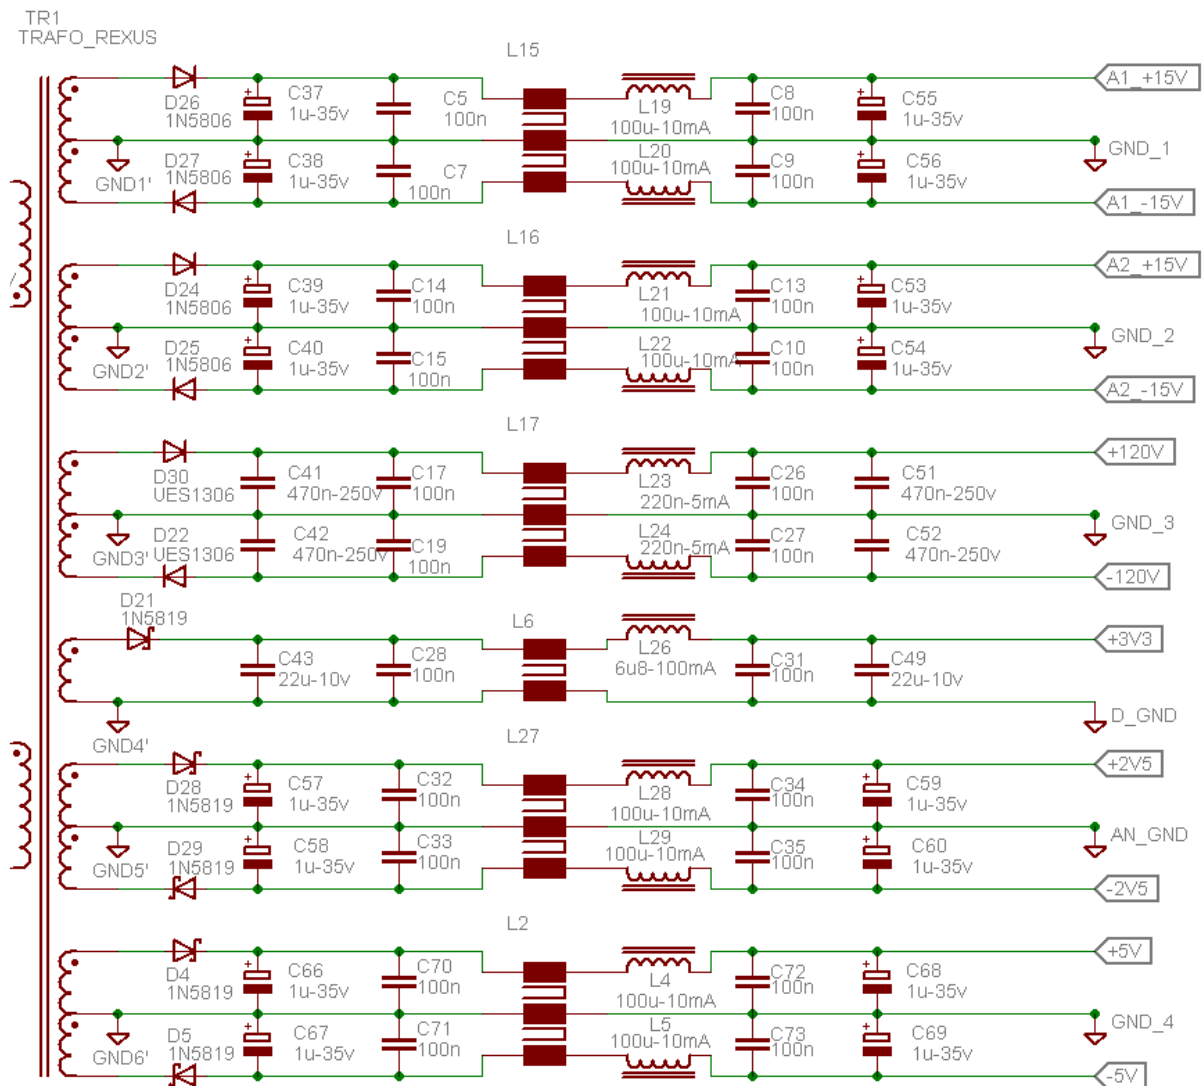 TR1
TRAFO_REXUS
L15
D26
1N5806
C37
1u-35v
C5
100n
L19
100u-10mA
C8
100n
C55
1u-35v
A1_+15V
GND1'
D27
1N5806
C38
1u-35v
C7
100n
L20
100u-10mA
C9
100n
C56
1u-35v
GND_1
A1_-15V
L16
D24
1N5806
C39
1u-35v
C14
100n
L21
100u-10mA
C13
100n
C53
1u-35v
A2_+15V
GND2'
D25
1N5806
C40
1u-35v
C15
100n
L22
100u-10mA
C10
100n
C54
1u-35v
GND_2
A2_-15V
L17
D30
UES1306
C41
470n-250v
C17
100n
L23
220n-5mA
C26
100n
C51
470n-250v
+120V
GND3'
D22
UES1306
C42
470n-250v
C19
100n
L24
220n-5mA
C27
100n
C52
470n-250v
GND_3
-120V
D21
1N5819
L6
C43
22u-10v
C28
100n
L26
6u8-100mA
C31
100n
C49
22u-10v
+3V3
GND4'
D_GND
L27
D28
1N5819
C57
1u-35v
C32
100n
L28
100u-10mA
C34
100n
C59
1u-35v
+2V5
GND5'
D29
1N5819
C58
1u-35v
C33
100n
L29
100u-10mA
C35
100n
C60
1u-35v
AN_GND
-2V5
L2
D4
1N5819
C66
1u-35v
C70
100n
L4
100u-10mA
C72
100n
C68
1u-35v
+5V
GND6'
D5
1N5819
C67
1u-35v
C71
100n
L5
100u-10mA
C73
100n
C69
1u-35v
GND_4
-5V